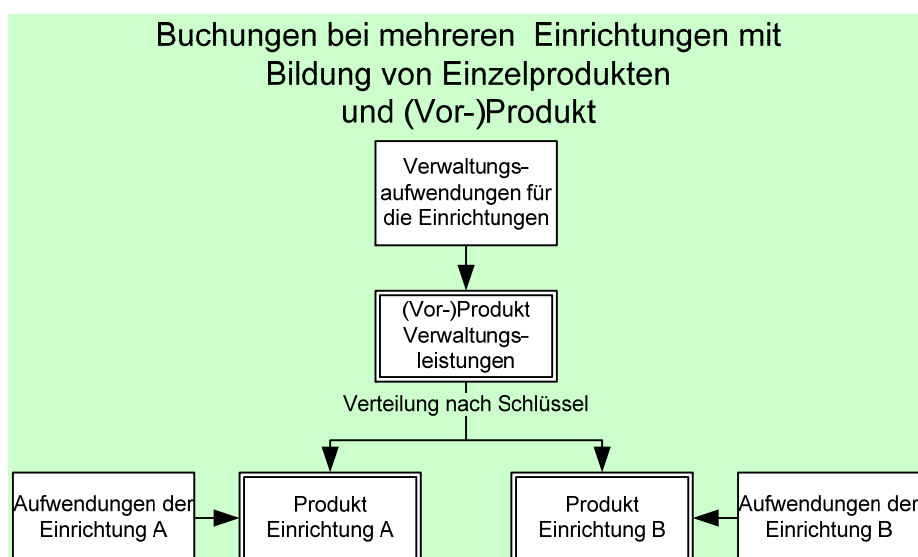 Buchungen bei mehreren Einrichtungen mit
Bildung von Einzelprodukten
und (Vor-)Produkt
Verwaltungs-
aufwendungen für
die Einrichtungen
(Vor-)Produkt
Verwaltungs-
leistungen
Verteilung nach Schlüssel
Aufwendungen der
Einrichtung A
Produkt
Einrichtung A
Produkt
Einrichtung B
Aufwendungen der
Einrichtung B